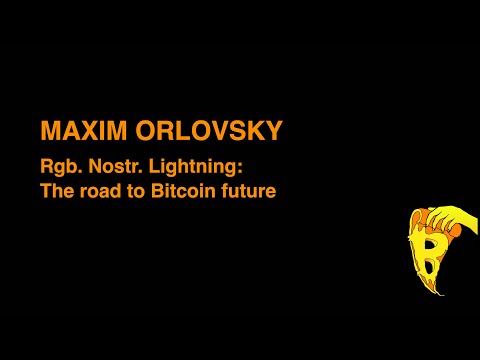 MAXIM ORLOVSKY
Rgb. Nostr. Lightning:
The road to Bitcoin future
B